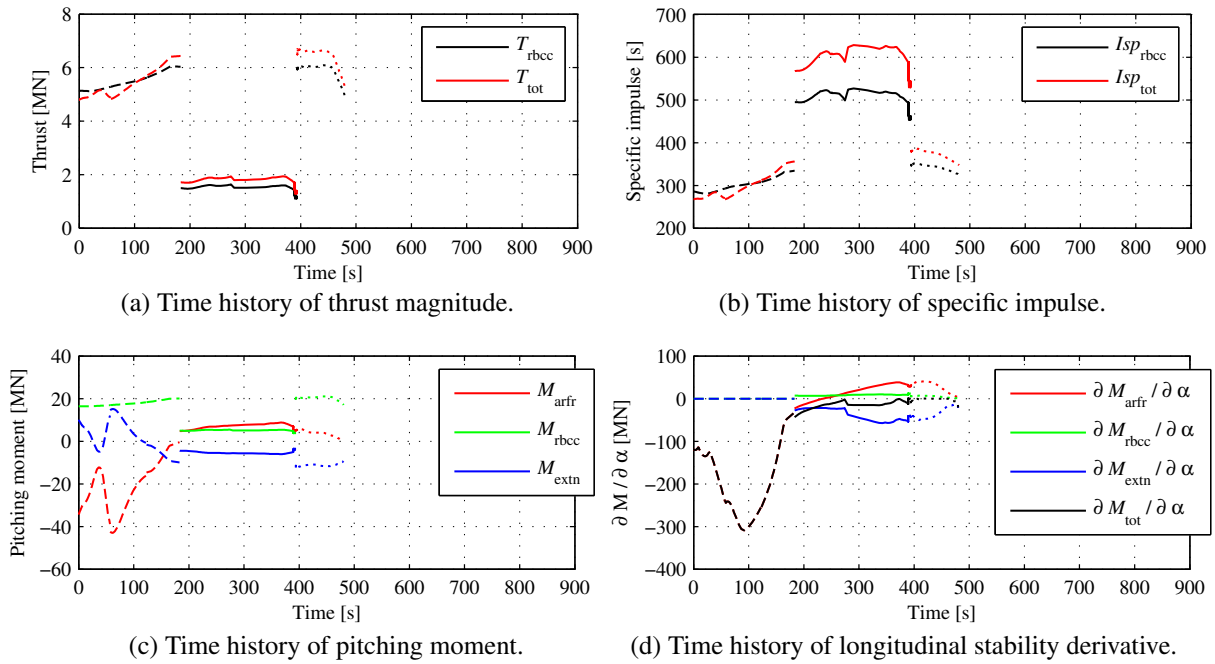 8
6
4
2
0
Thrust [MN]
0 100 200 300 400 500 600 700 800 900
Time [s]
T_rbcc
T_tot
(a) Time history of thrust magnitude.
700
600
500
400
300
200
Specific impulse [s]
0 100 200 300 400 500 600 700 800 900
Time [s]
Isp_rbcc
Isp_tot
(b) Time history of specific impulse.
40
20
0
−20
−40
−60
Pitching moment [MN]
0 100 200 300 400 500 600 700 800 900
Time [s]
M_arfr
M_rbcc
M_extn
(c) Time history of pitching moment.
100
0
−100
−200
−300
−400
∂ M / ∂ α [MN]
0 100 200 300 400 500 600 700 800 900
Time [s]
∂ M_arfr / ∂ α
∂ M_rbcc / ∂ α
∂ M_extn / ∂ α
∂ M_tot / ∂ α
(d) Time history of longitudinal stability derivative.